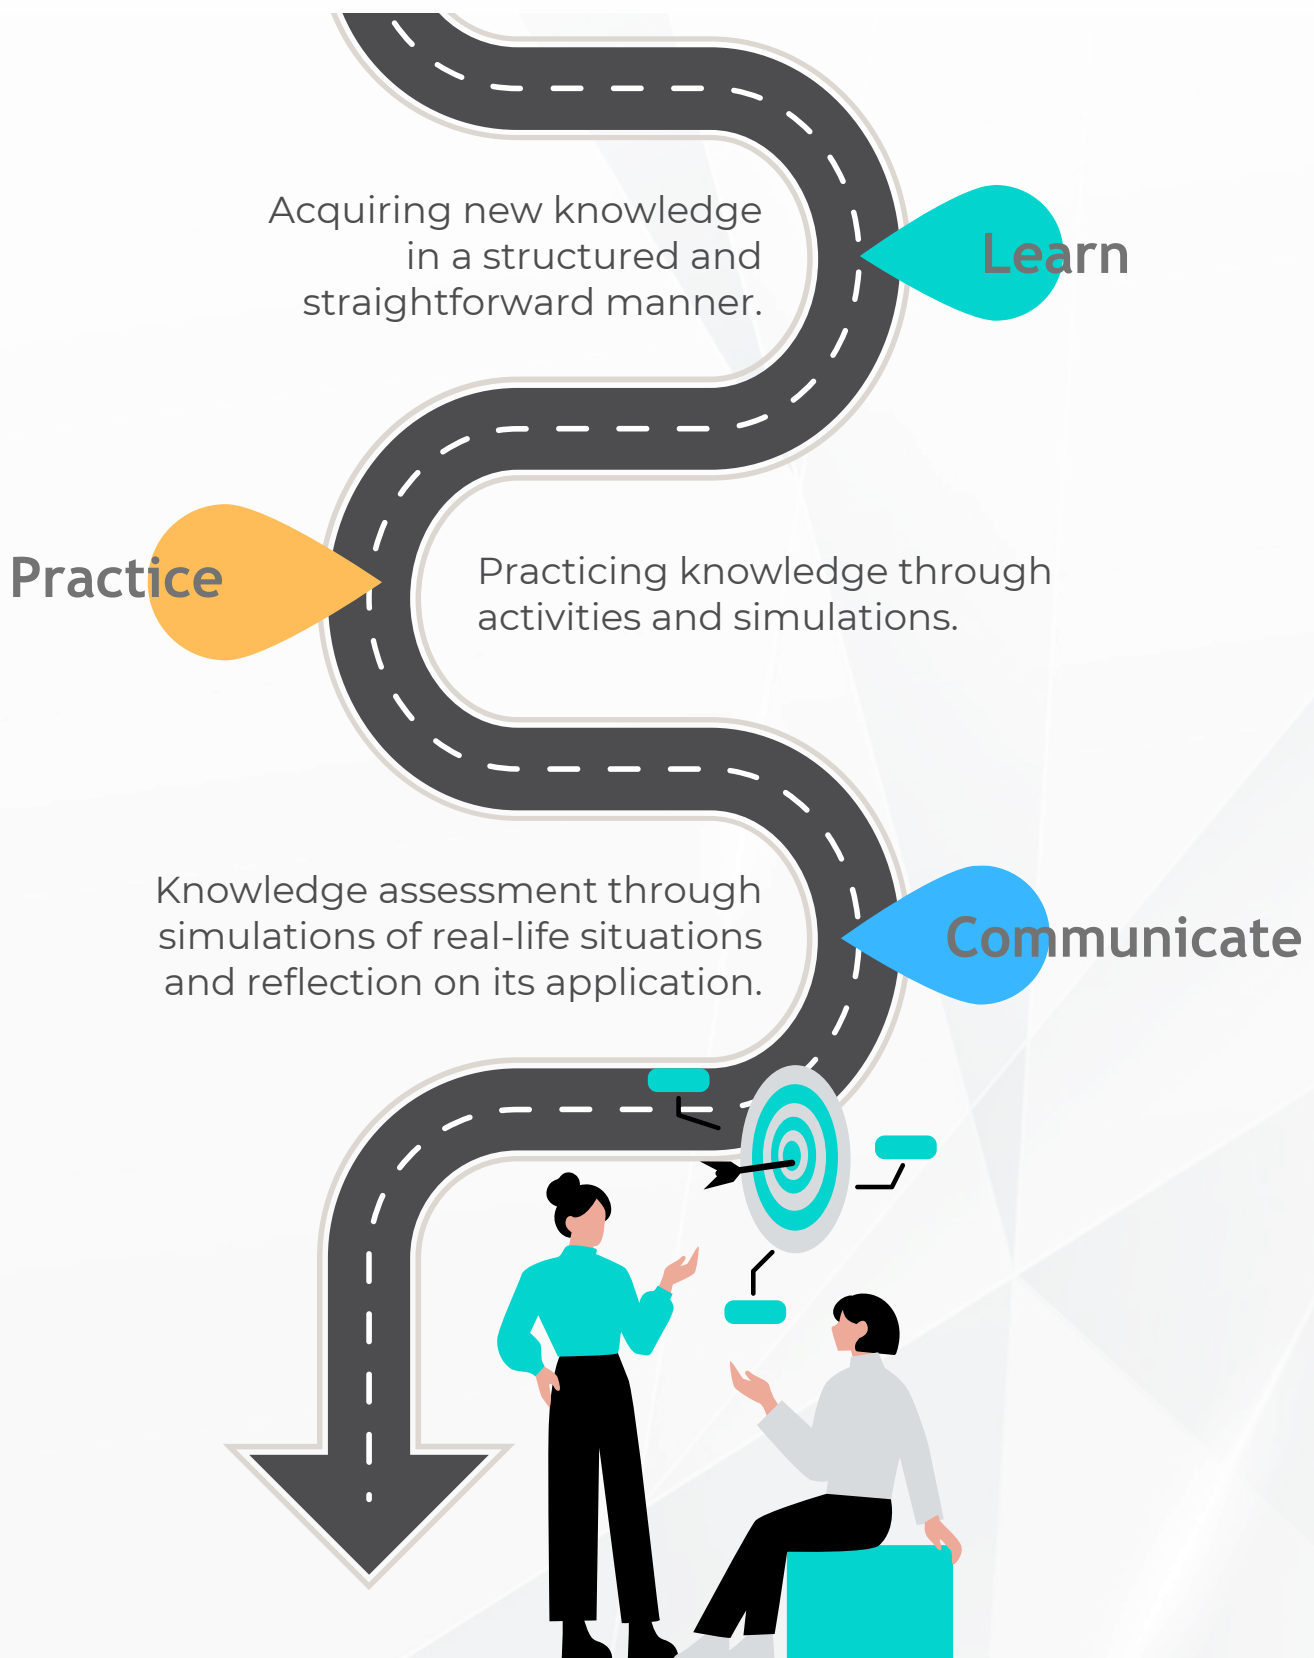 Acquiring new knowledge
in a structured and
straightforward manner.
Learn
Practice
Practicing knowledge through
activities and simulations.
Knowledge assessment through
simulations of real-life situations
and reflection on its application.
Communicate